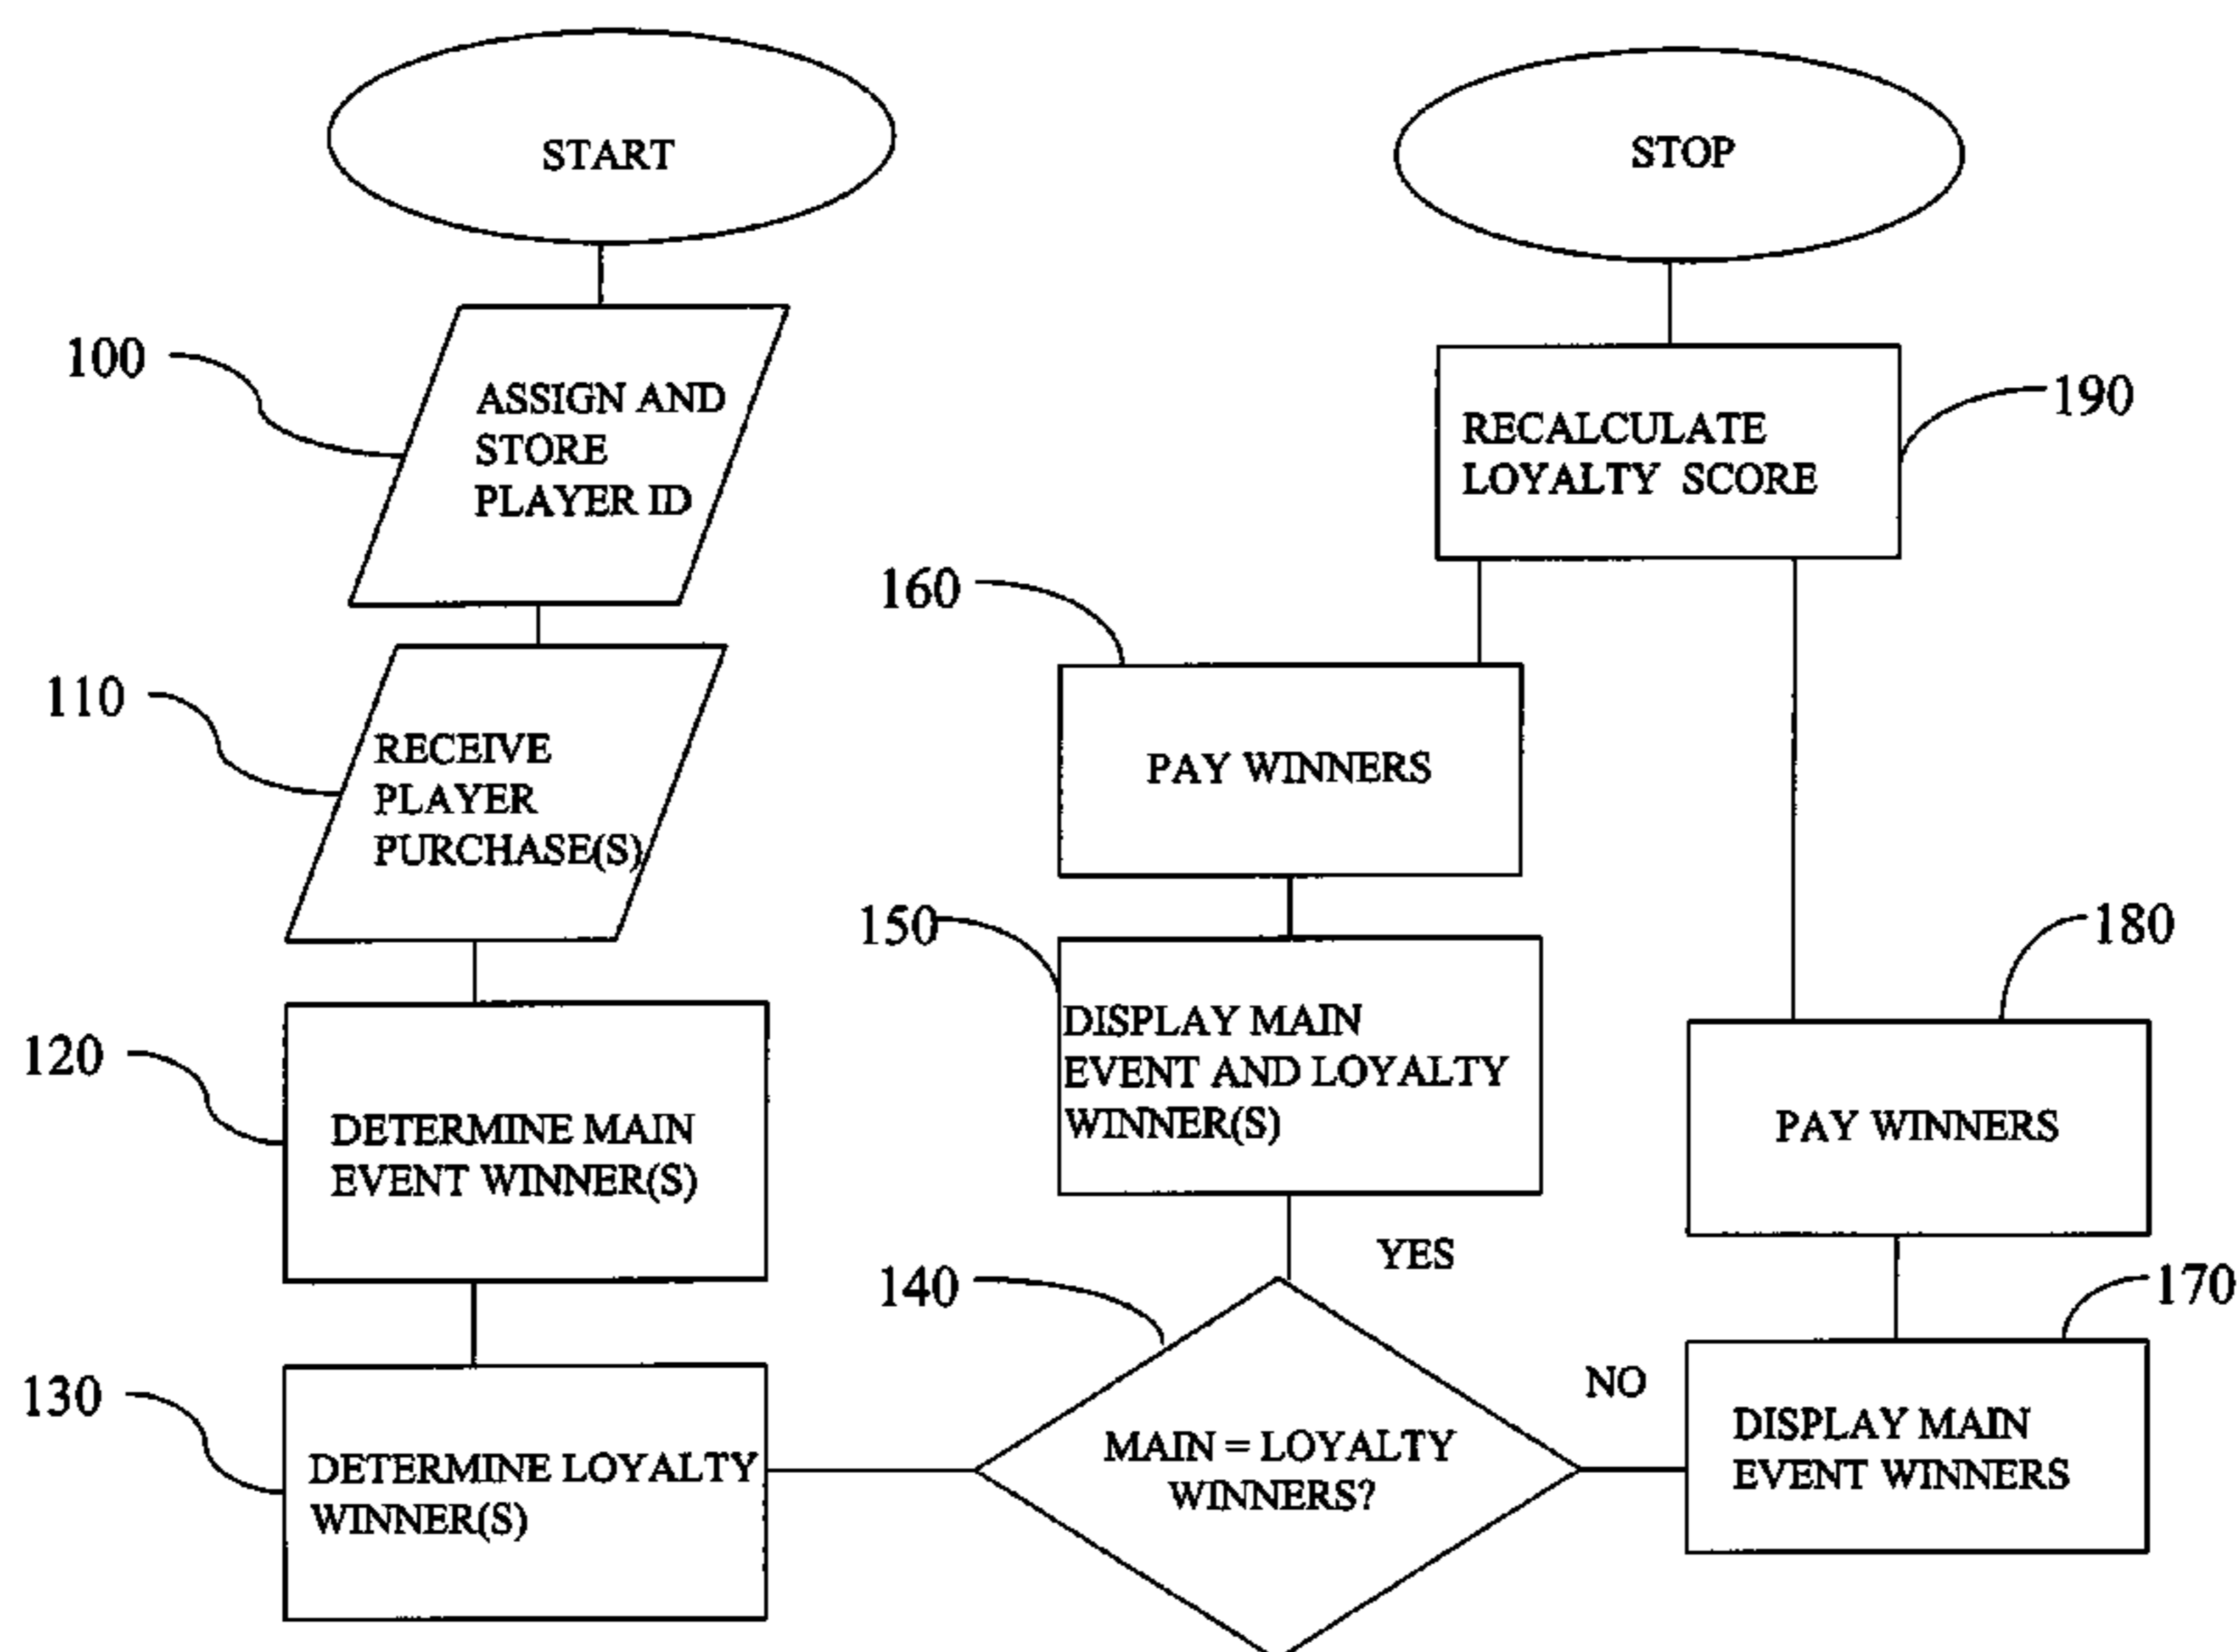 START
100
ASSIGN AND
STORE
PLAYER ID
110
RECEIVE
PLAYER
PURCHASE(S)
120
DETERMINE MAIN
EVENT WINNER(S)
130
DETERMINE LOYALTY
WINNER(S)
140
MAIN = LOYALTY
WINNERS?
YES
150
DISPLAY MAIN
EVENT AND LOYALTY
WINNER(S)
160
PAY WINNERS
NO
170
DISPLAY MAIN
EVENT WINNERS
180
PAY WINNERS
190
RECALCULATE
LOYALTY SCORE
STOP